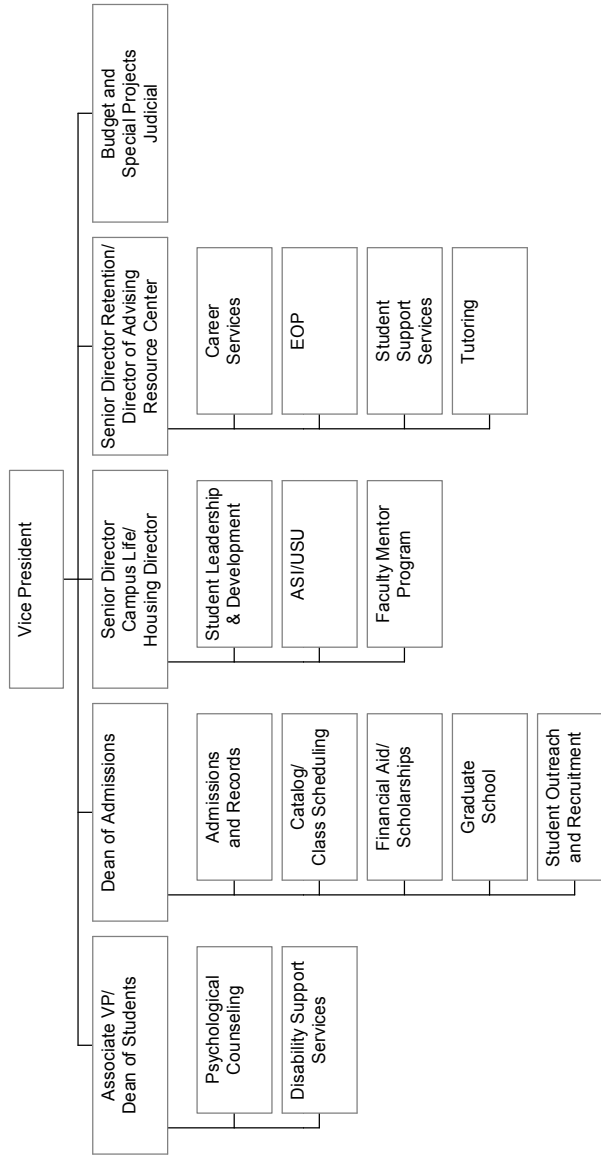 Vice President
Associate VP/
Dean of Students
Psychological
Counseling
Disability Support
Services
Dean of Admissions
Admissions
and Records
Catalog/
Class Scheduling
Financial Aid/
Scholarships
Graduate
School
Student Outreach
and Recruitment
Senior Director
Campus Life/
Housing Director
Student Leadership
& Development
ASI/USU
Faculty Mentor
Program
Senior Director Retention/
Director of Advising
Resource Center
Career
Services
EOP
Student
Support
Services
Tutoring
Budget and
Special Projects
Judicial